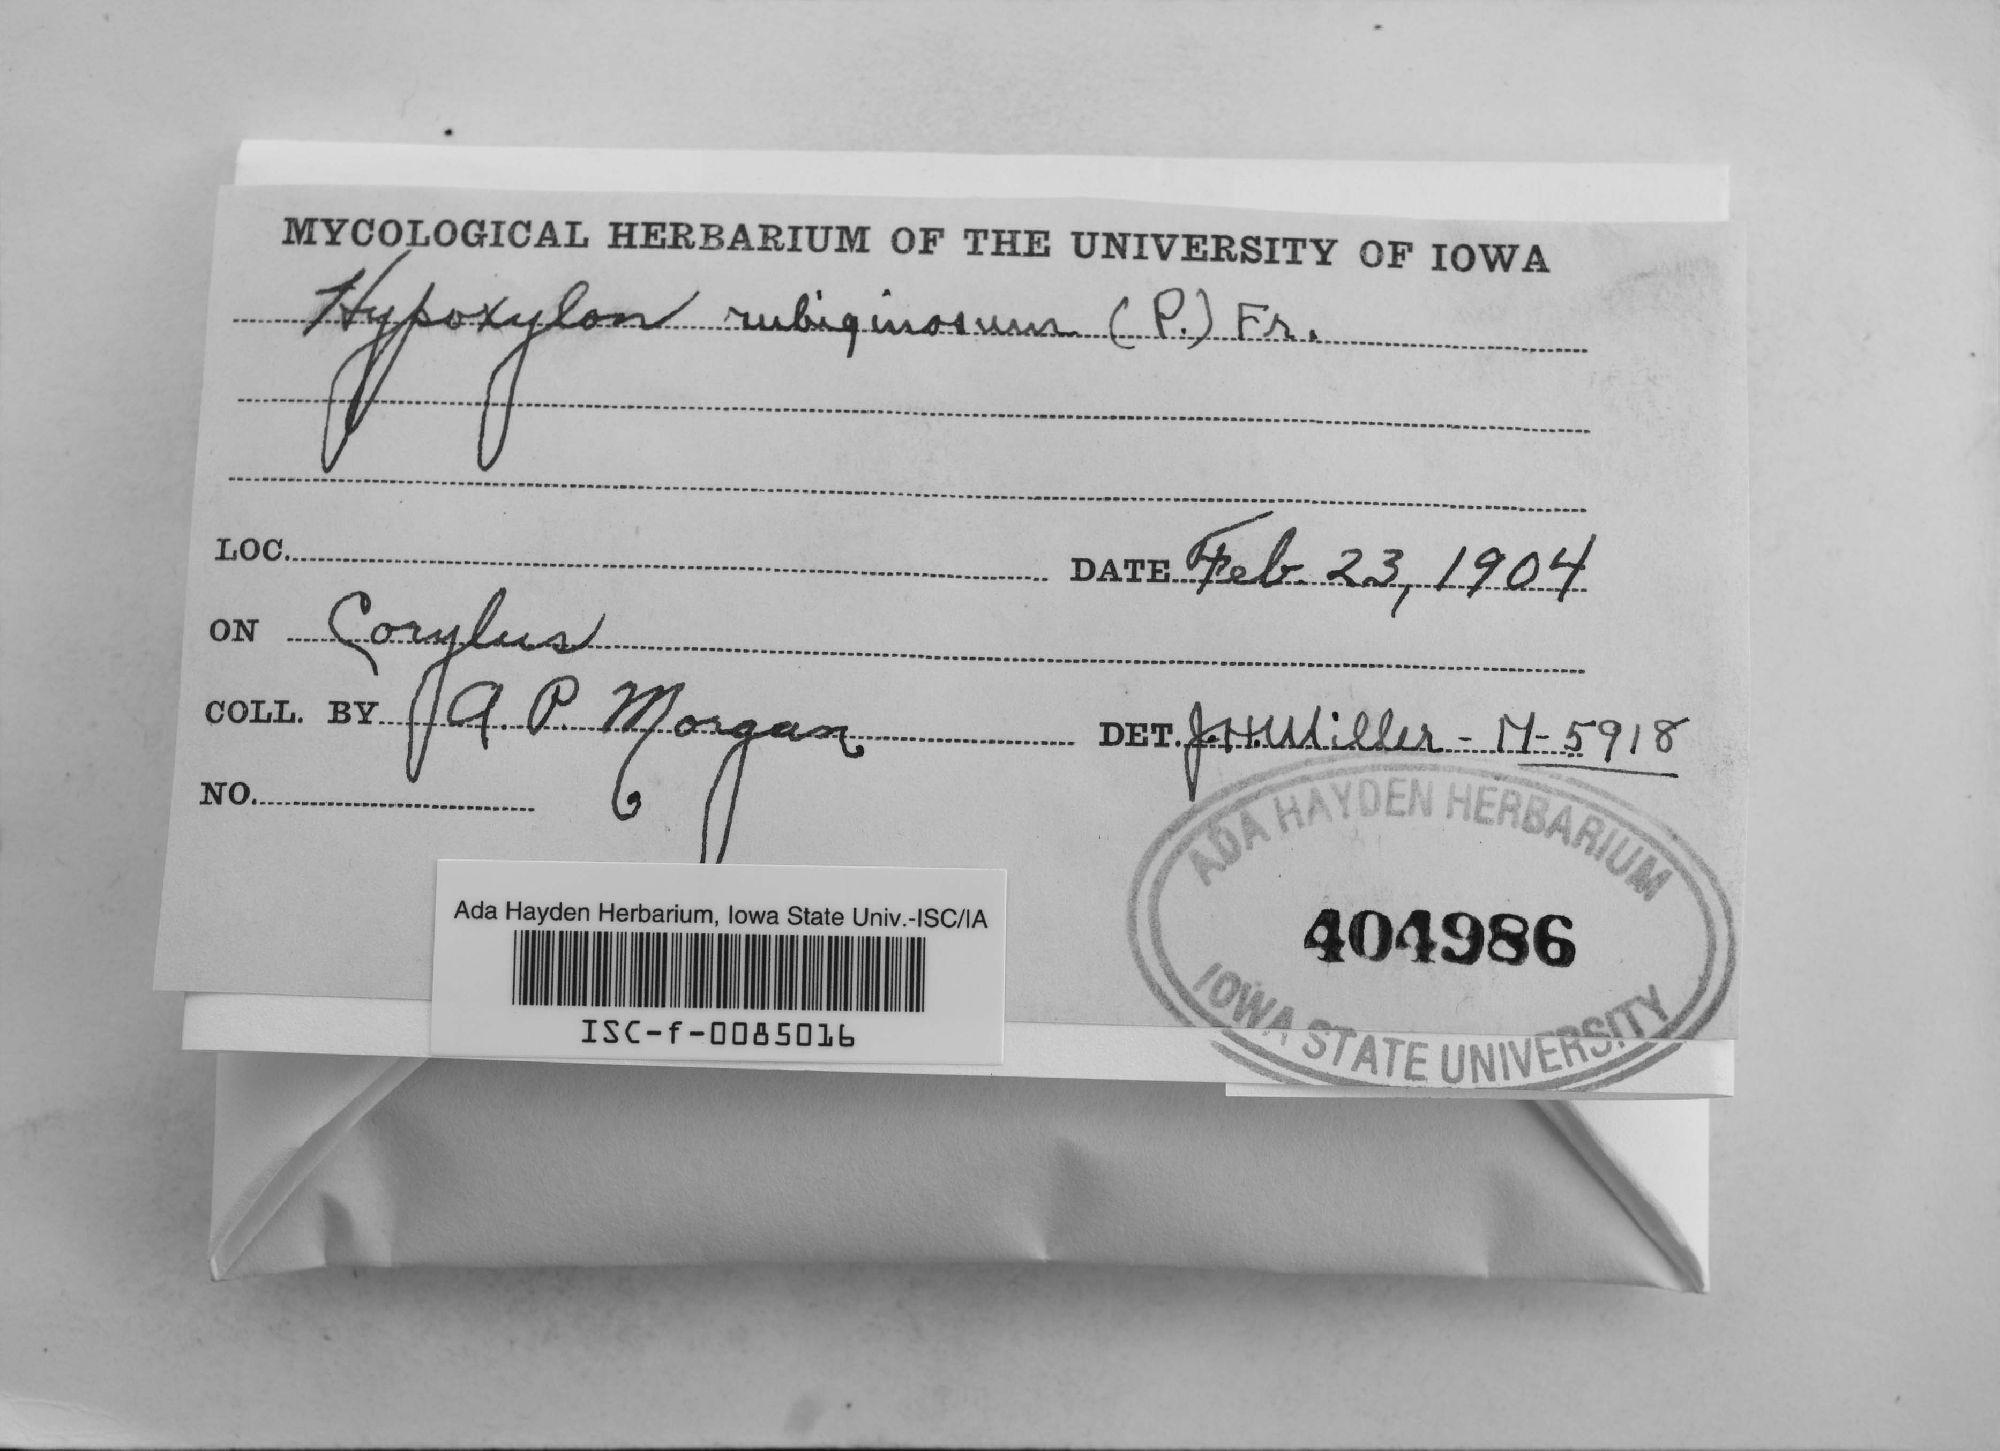 MYCOLOGICAL HERBARIUM OF THE UNIVERSITY OF IOWA
Hypoxylon rubiginosum (P.) Fr.
LOC. DATE Feb. 23, 1904
ON Corylus
COLL. BY A. P. Morgan DET. J.H. Miller - M-5918
NO.
ADA HAYDEN HERBARIUM
404986
IOWA STATE UNIVERSITY
Ada Hayden Herbarium, Iowa State Univ.-ISC/IA
ISC-f-0085016